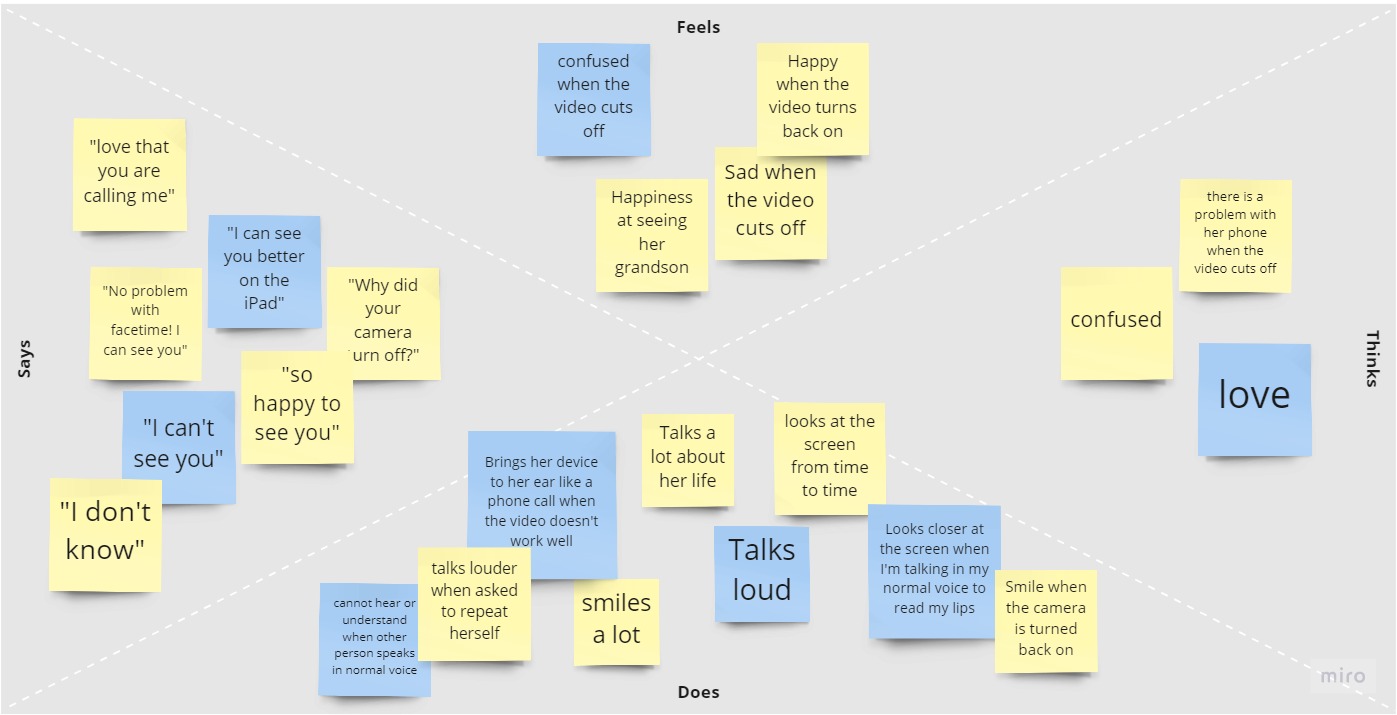 Feels
confused
when the
video cuts
off
Happy
when the
video turns
back on
Happiness
at seeing
her
grandson
Sad when
the video
cuts off
Says
"love that
you are
calling me"
"I can see
you better
on the
iPad"
"No problem
with
facetime! I
can see you"
"Why did
your
camera
urn off?"
"so
happy to
see you"
"I can't
see you"
"I don't
know"
Thinks
there is a
problem with
her phone
when the
video cuts off
confused
love
Brings her device
to her ear like a
phone call when
the video doesn't
work well
Talks a
lot about
her life
looks at the
screen
from time
to time
Talks
loud
Looks closer at
the screen when
I'm talking in my
normal voice to
read my lips
talks louder
when asked
to repeat
herself
cannot hear or
understand
when other
person speaks
in normal voice
smiles
a lot
Smile when
the camera
is turned
back on
Does
miro